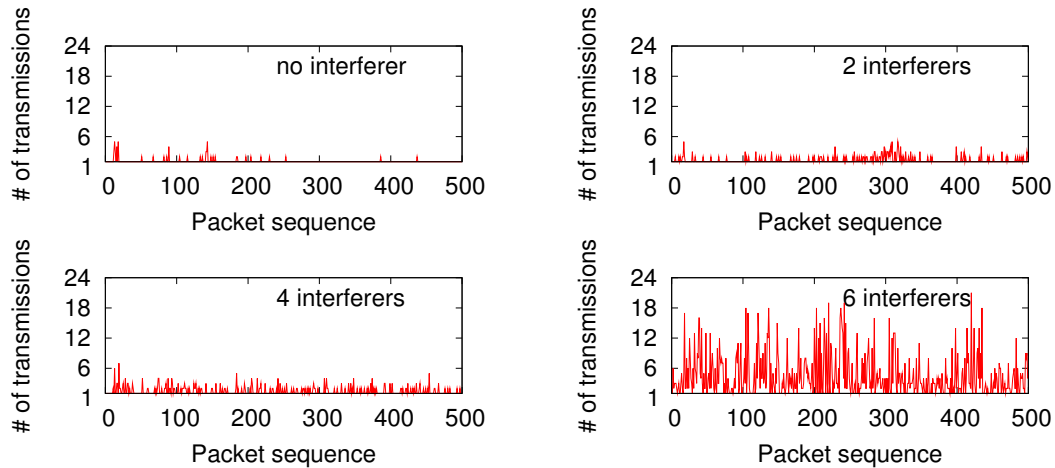 # of transmissions
24
18
12
6
1
no interferer
0 100 200 300 400 500
Packet sequence
# of transmissions
24
18
12
6
1
2 interferers
0 100 200 300 400 500
Packet sequence
# of transmissions
24
18
12
6
1
4 interferers
0 100 200 300 400 500
Packet sequence
# of transmissions
24
18
12
6
1
6 interferers
0 100 200 300 400 500
Packet sequence